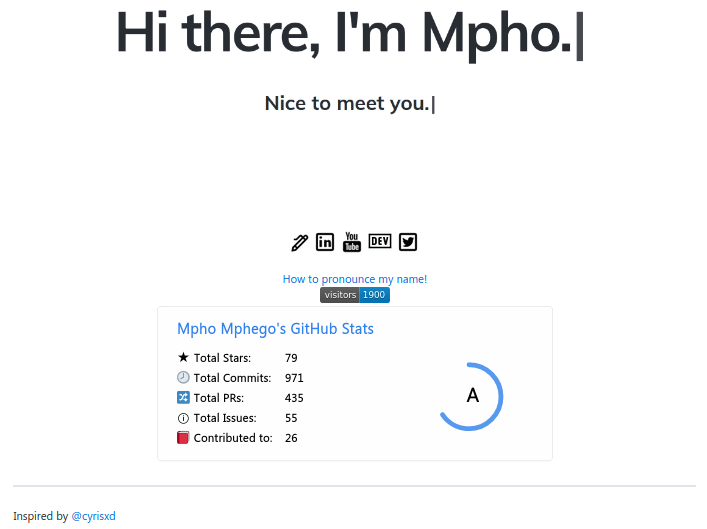 Hi there, I'm Mpho.|
Nice to meet you.|
in You Tube DEV
How to pronounce my name!
visitors 1900
Mpho Mphego's GitHub Stats
Total Stars: 79
Total Commits: 971
Total PRs: 435
Total Issues: 55
Contributed to: 26
A
Inspired by @cyrisxd